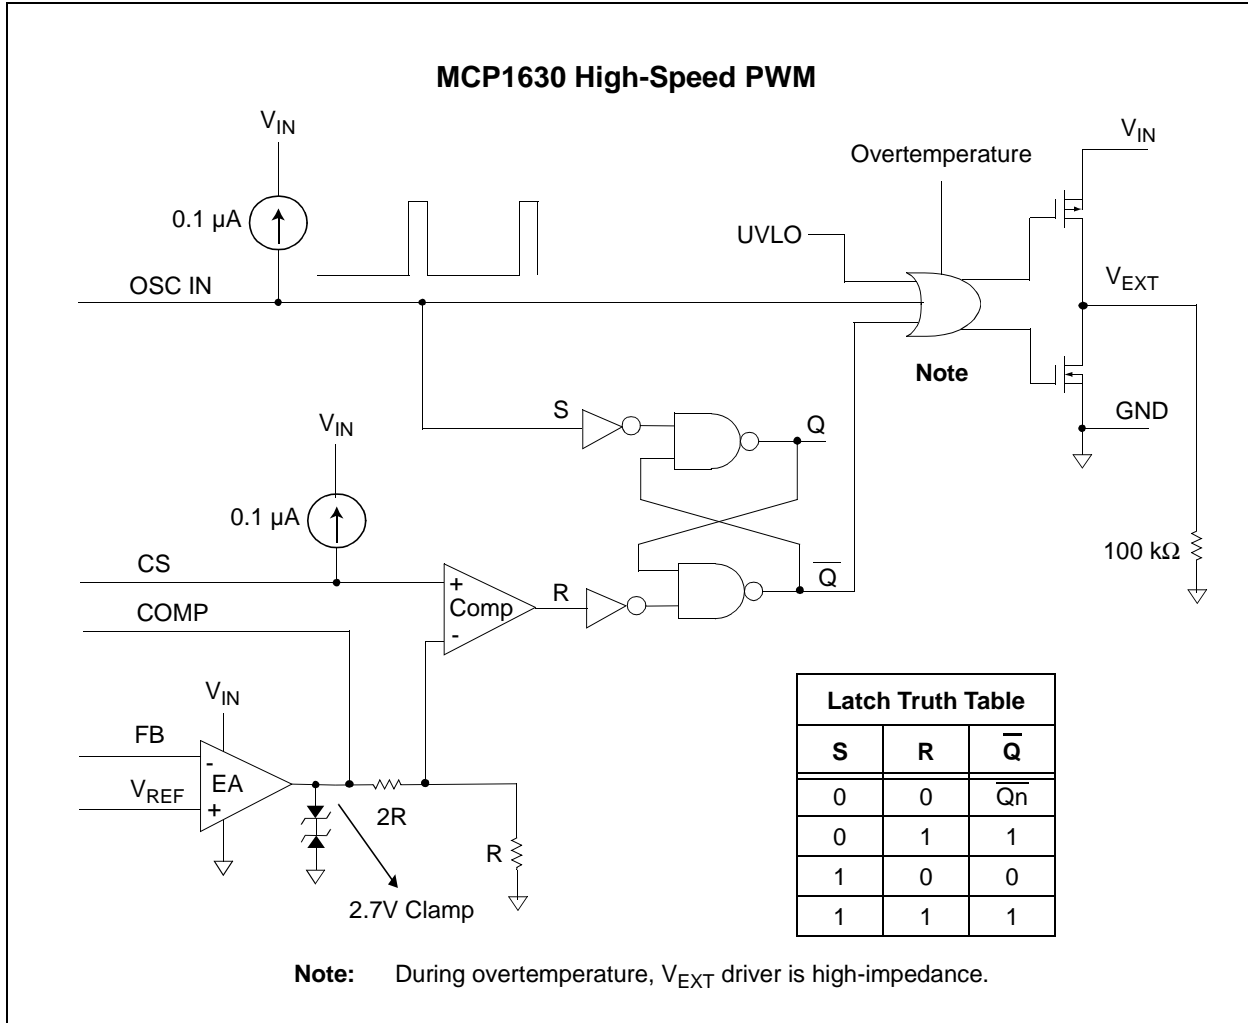 MCP1630 High-Speed PWM
V_IN
V_IN
Overtemperature
0.1 µA
UVLO
OSC IN
V_EXT
Note
S
Q
GND
V_IN
0.1 µA
100 kΩ
CS
+
Comp
-
R
Q̅
COMP
V_IN
FB
-
EA
V_REF
+
2R
R
2.7V Clamp
Latch Truth Table
S R Q̅
0 0 Q̅n̅
0 1 1
1 0 0
1 1 1
Note: During overtemperature, V_EXT driver is high-impedance.